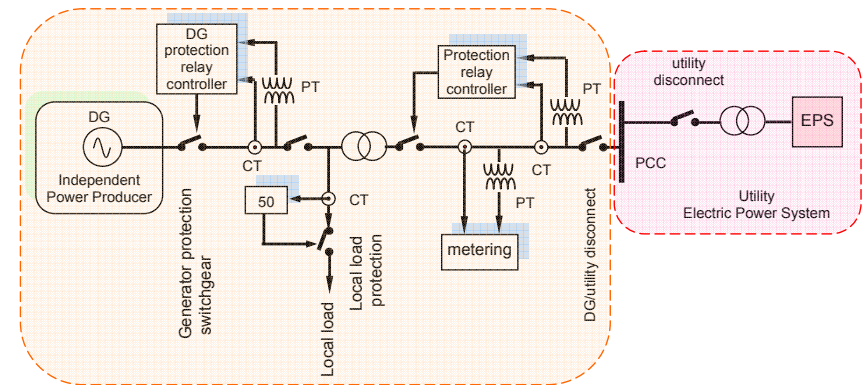 DG
protection
relay
controller
PT
Protection
relay
controller
PT
utility
disconnect
DG
CT
EPS
Independent
Power Producer
CT
CT
PCC
50
CT
PT
Utility
Electric Power System
metering
Generator protection
switchgear
Local load
Local load
protection
DG/utility disconnect